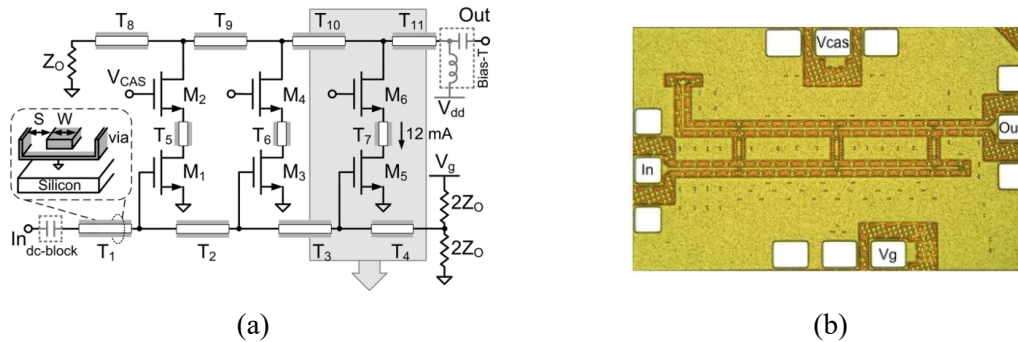 Out
T8
T9
T10
T11
Bias-T
ZO
VCAS
M2
M4
M6
Vdd
S W
via
T5
T6
T7
12 mA
Silicon
M1
M3
M5
Vg
2ZO
In
dc-block
T1
T2
T3
T4
2ZO
(a)
Vcas
In
Out
Vg
(b)